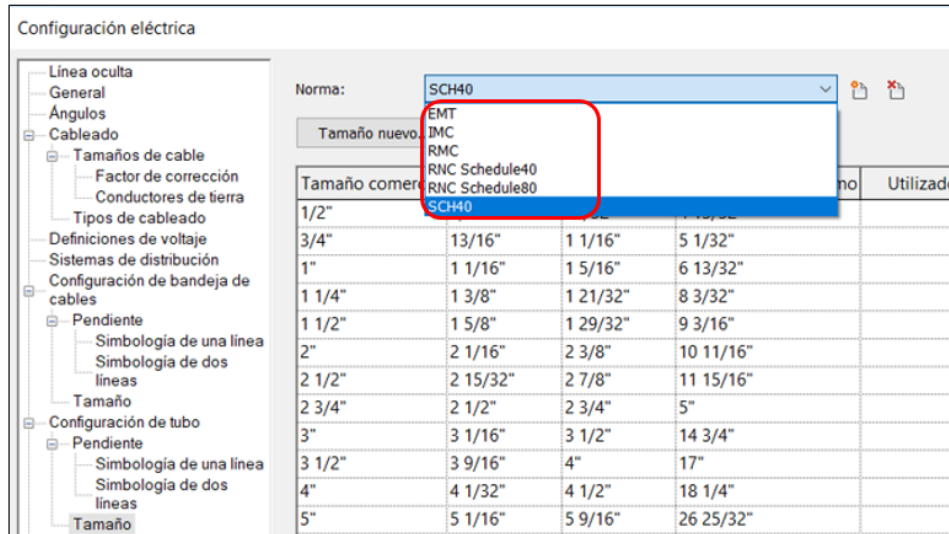 Configuración eléctrica
Línea oculta
General
Ángulos
Cableado
Tamaños de cable
Factor de corrección
Conductores de tierra
Tipos de cableado
Definiciones de voltaje
Sistemas de distribución
Configuración de bandeja de
cables
Pendiente
Simbología de una línea
Simbología de dos
líneas
Tamaño
Configuración de tubo
Pendiente
Simbología de una línea
Simbología de dos
líneas
Tamaño
Norma: SCH40
EMT
IMC
RMC
RNC Schedule40
RNC Schedule80
SCH40
Tamaño nuevo
Tamaño Utilizado
1/2"
3/4" 13/16" 1 1/16" 5 1/32"
1" 1 1/16" 1 5/16" 6 13/32"
1 1/4" 1 3/8" 1 21/32" 8 3/32"
1 1/2" 1 5/8" 1 29/32" 9 3/16"
2" 2 1/16" 2 3/8" 10 11/16"
2 1/2" 2 15/32" 2 7/8" 11 15/16"
2 3/4" 2 1/2" 2 3/4" 5"
3" 3 1/16" 3 1/2" 14 3/4"
3 1/2" 3 9/16" 4" 17"
4" 4 1/32" 4 1/2" 18 1/4"
5" 5 1/16" 5 9/16" 26 25/32"